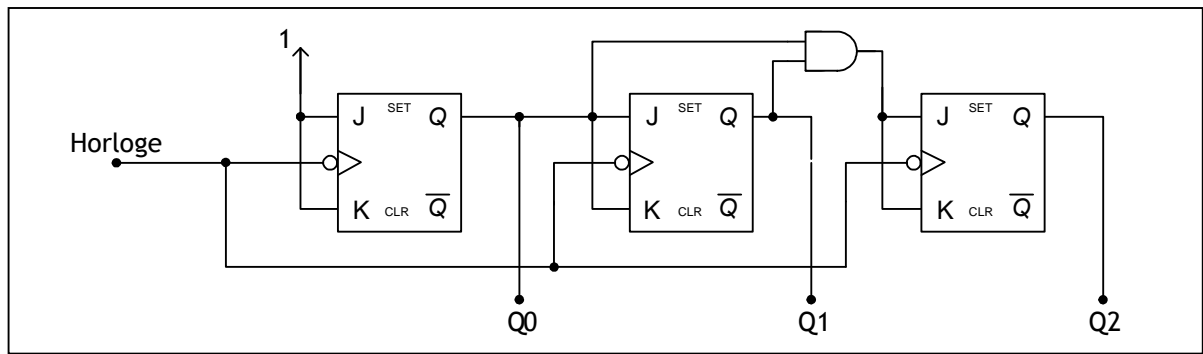 1
J SET Q
Horloge
K CLR Q̅
J SET Q
K CLR Q̅
J SET Q
K CLR Q̅
Q0
Q1
Q2